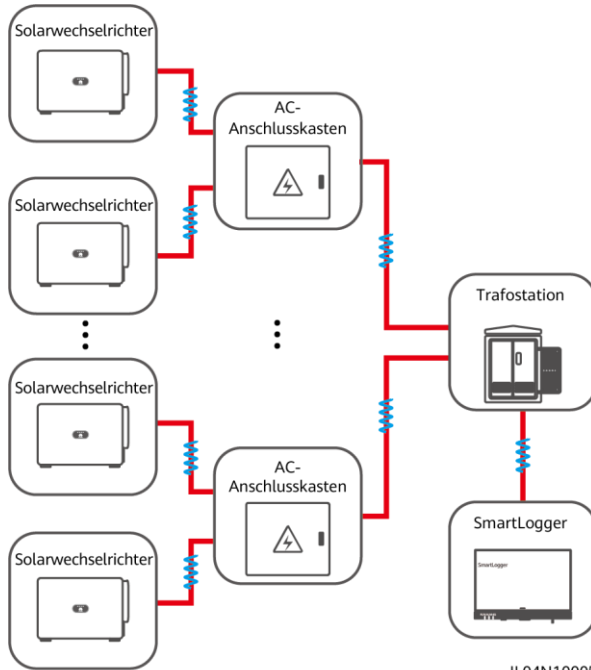 Solarwechselrichter
AC-
Anschlusskasten
Solarwechselrichter
Trafostation
Solarwechselrichter
AC-
Anschlusskasten
SmartLogger
SmartLogger
Solarwechselrichter